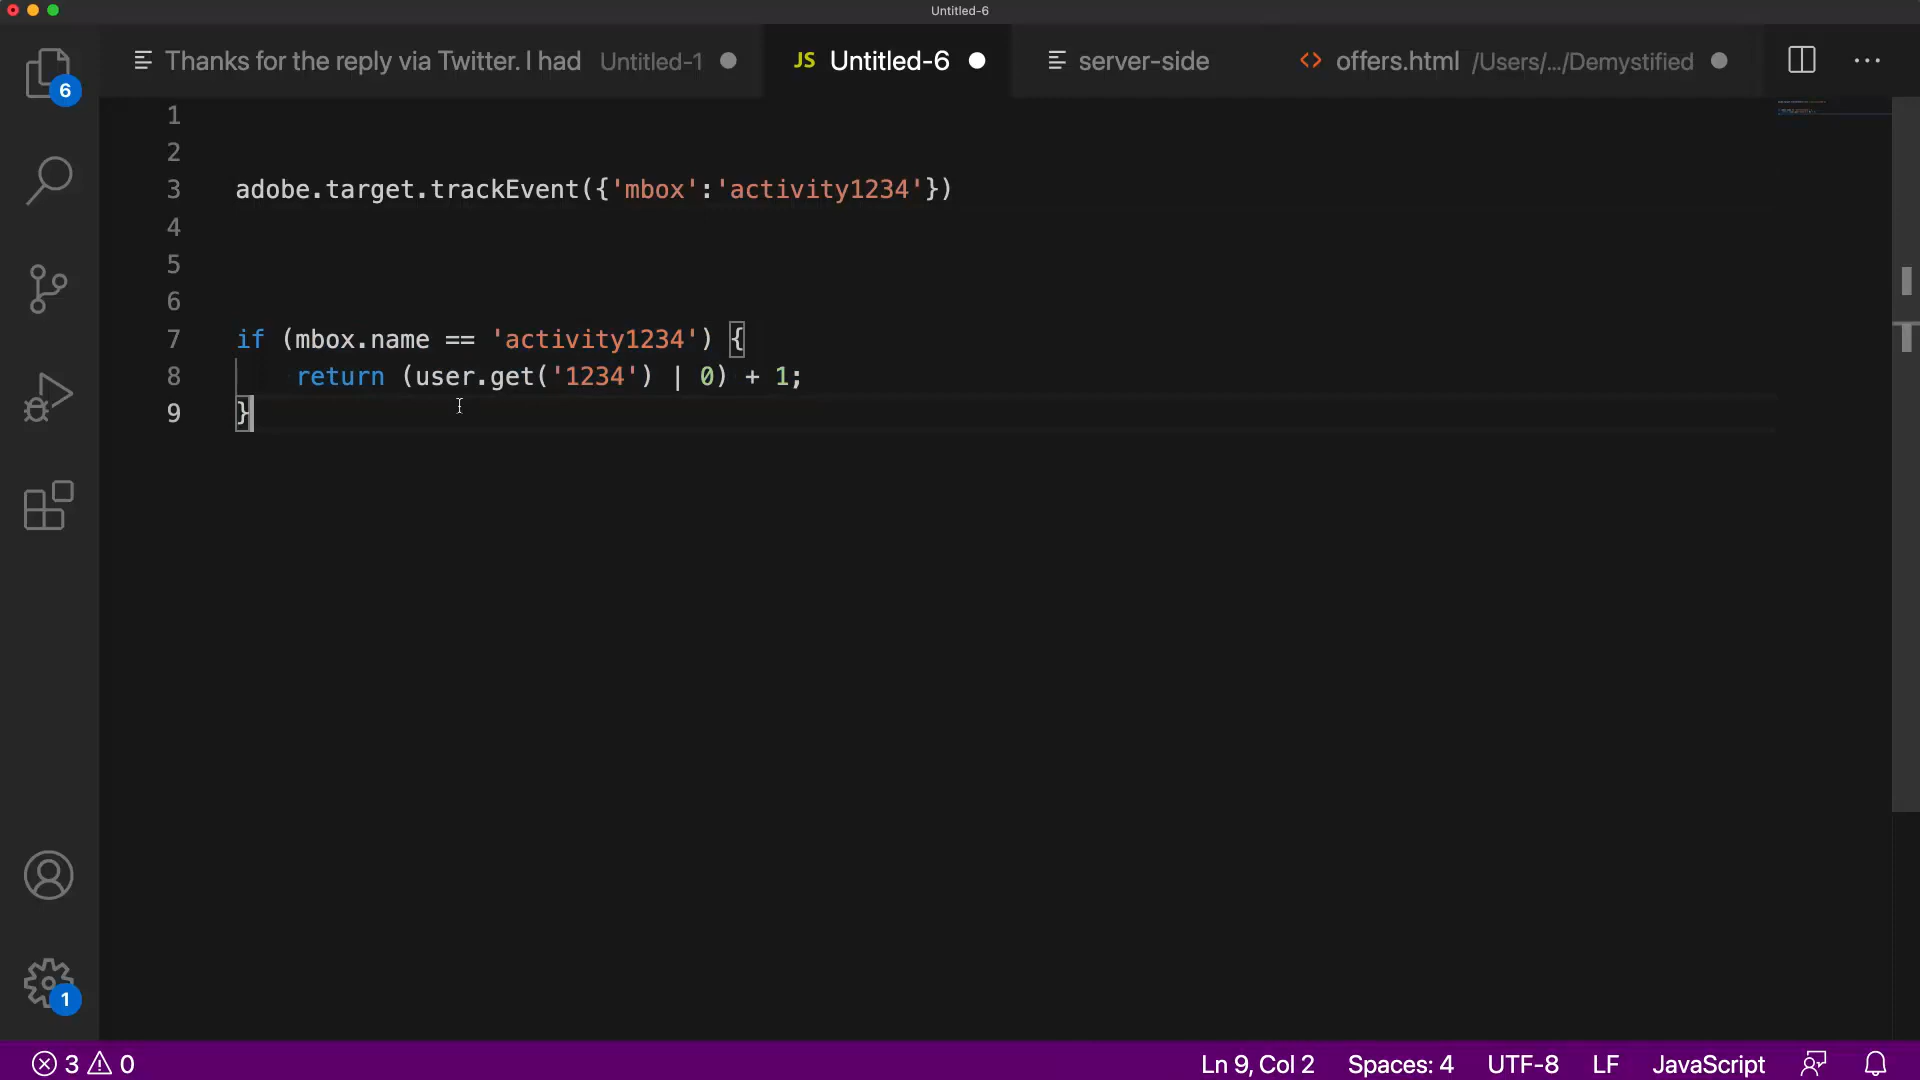 Untitled-6
Thanks for the reply via Twitter. I had Untitled-1
JS Untitled-6
server-side
offers.html /Users/.../Demystified
6
1
2
3 adobe.target.trackEvent({'mbox':'activity1234'})
4
5
6
7 if (mbox.name == 'activity1234') {
8 return (user.get('1234') | 0) + 1;
9 }
1
3 0
Ln 9, Col 2
Spaces: 4
UTF-8
LF
JavaScript